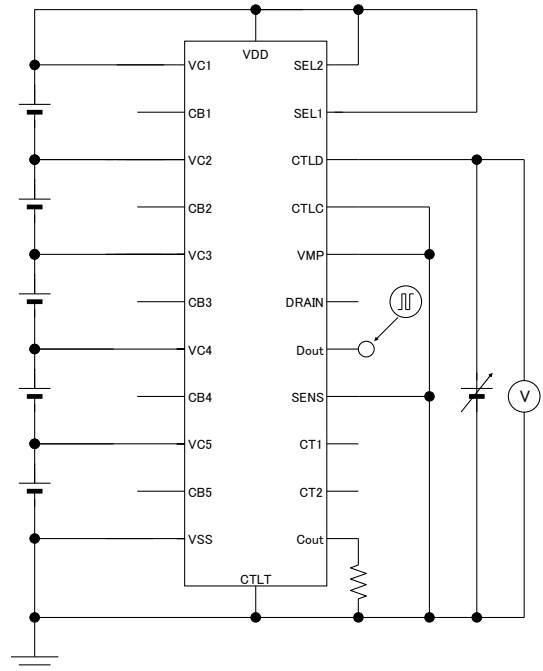 VDD
VC1
SEL2
CB1
SEL1
VC2
CTLD
CB2
CTLC
VC3
VMP
CB3
DRAIN
VC4
Dout
CB4
SENS
V
VC5
CT1
CB5
CT2
VSS
Cout
CTLT